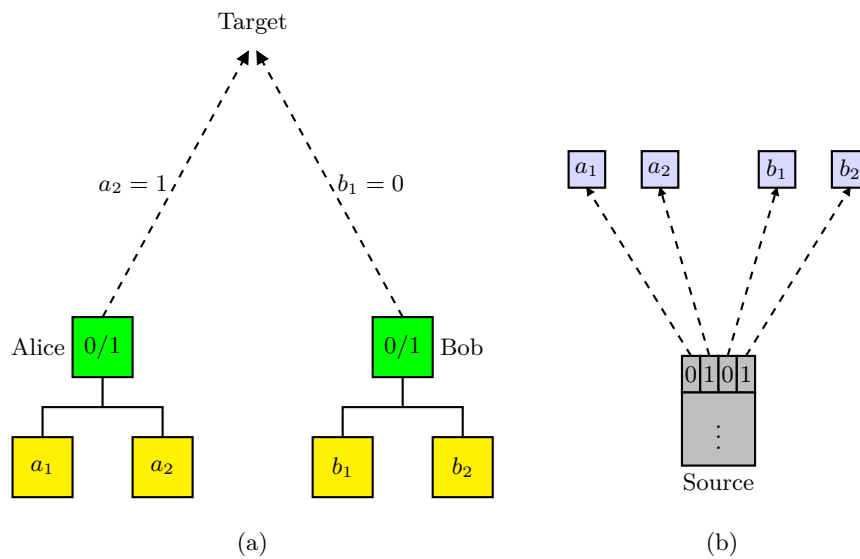 Target
a₂ = 1
b₁ = 0
Alice
0/1
0/1
Bob
a₁
a₂
b₁
b₂
(a)
a₁
a₂
b₁
b₂
0 1 0 1
⋮
Source
(b)